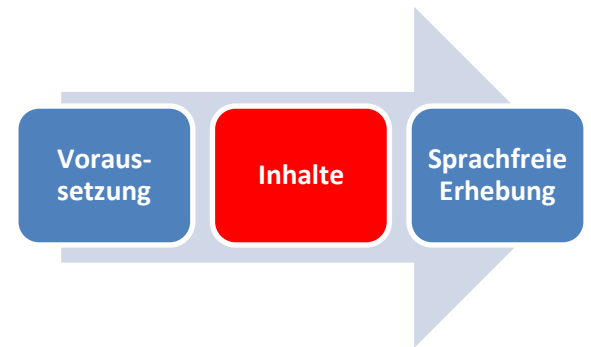 Voraus-
setzung
Inhalte
Sprachfreie
Erhebung